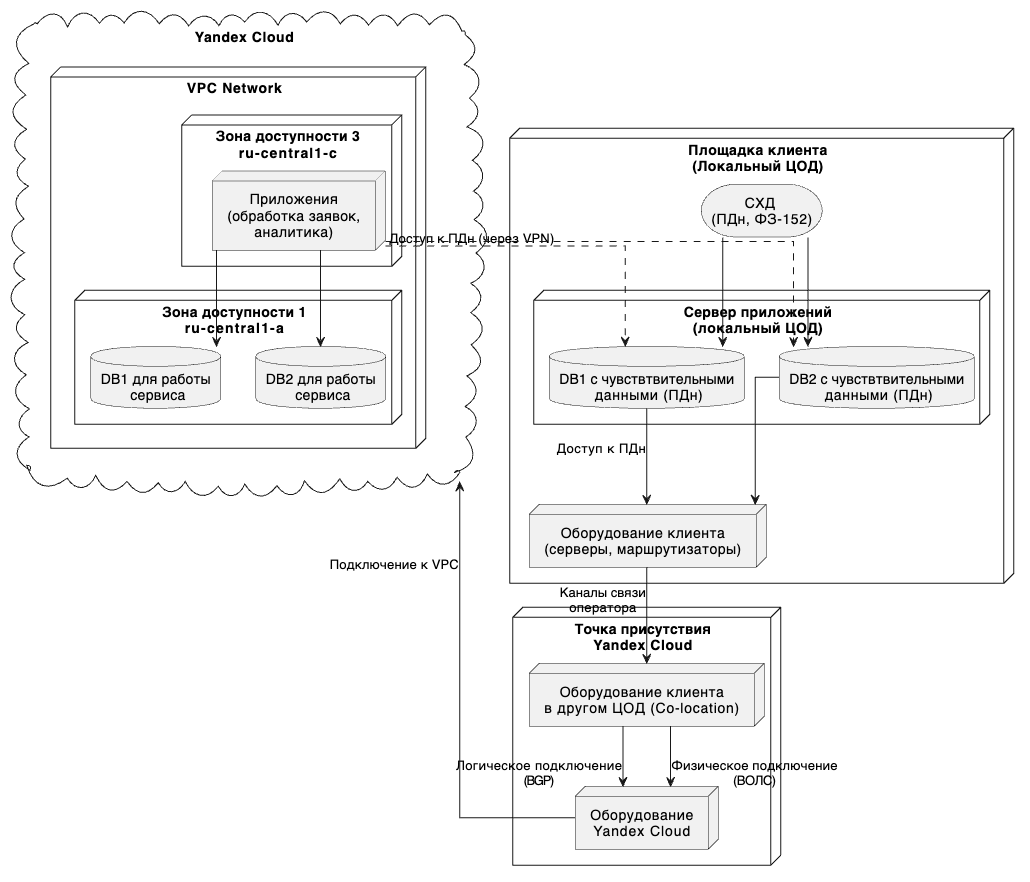 Yandex Cloud
VPC Network
Зона доступности 3
ru-central1-c
Приложения
(обработка заявок,
аналитика)
Доступ к ПДн (через VPN)
Зона доступности 1
ru-central1-a
DB1 для работы
сервиса
DB2 для работы
сервиса
Площадка клиента
(Локальный ЦОД)
СХД
(ПДн, ФЗ-152)
Сервер приложений
(локальный ЦОД)
DB1 с чувствтвительными
данными (ПДн)
DB2 с чувствтвительными
данными (ПДн)
Доступ к ПДн
Оборудование клиента
(серверы, маршрутизаторы)
Подключение к VPC
Каналы связи
оператора
Точка присутствия
Yandex Cloud
Оборудование клиента
в другом ЦОД (Co-location)
Логическое подключение
(BGP)
Физическое подключение
(ВОЛС)
Оборудование
Yandex Cloud